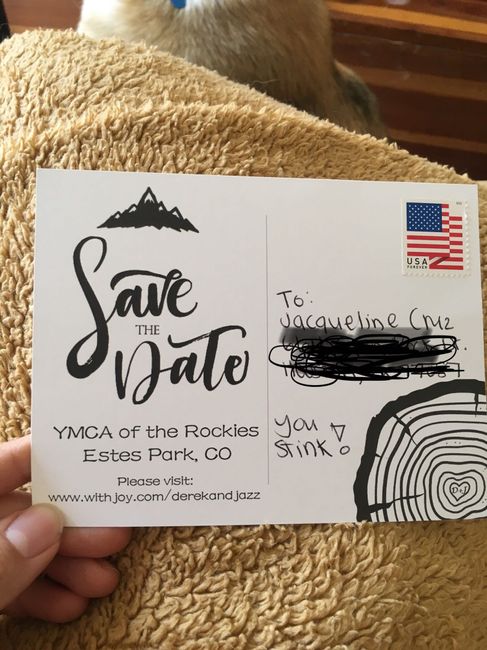 Save
THE
Date
YMCA of the Rockies
Estes Park, CO
Please visit:
www.withjoy.com/derekandjazz
USA
FOREVER
To:
Jacqueline Cruz
you
stink!
D+J